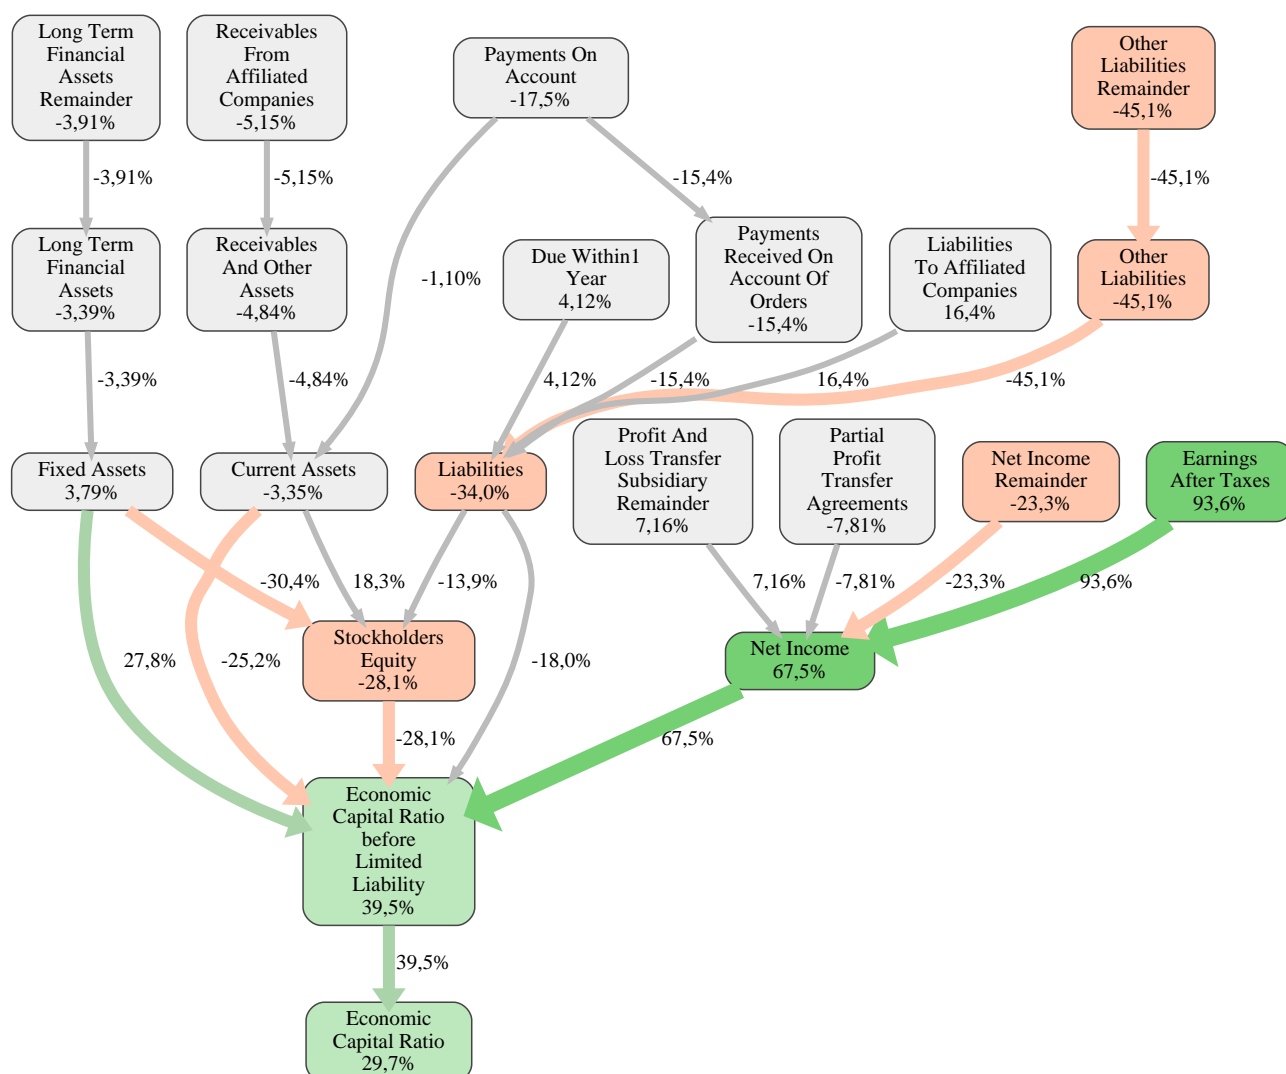 Long Term
Financial
Assets
Remainder
-3,91%
Receivables
From
Affiliated
Companies
-5,15%
Payments On
Account
-17,5%
Other
Liabilities
Remainder
-45,1%
-3,91%
-5,15%
-15,4%
-45,1%
Long Term
Financial
Assets
-3,39%
Receivables
And Other
Assets
-4,84%
-1,10%
Due Within1
Year
4,12%
Payments
Received On
Account Of
Orders
-15,4%
Liabilities
To Affiliated
Companies
16,4%
Other
Liabilities
-45,1%
-3,39%
-4,84%
4,12%
-15,4%
16,4%
-45,1%
Fixed Assets
3,79%
Current Assets
-3,35%
Liabilities
-34,0%
Profit And
Loss Transfer
Subsidiary
Remainder
7,16%
Partial
Profit
Transfer
Agreements
-7,81%
Net Income
Remainder
-23,3%
Earnings
After Taxes
93,6%
-30,4%
18,3%
-13,9%
7,16%
-7,81%
-23,3%
93,6%
27,8%
-25,2%
Stockholders
Equity
-28,1%
-18,0%
Net Income
67,5%
-28,1%
67,5%
Economic
Capital Ratio
before
Limited
Liability
39,5%
39,5%
Economic
Capital Ratio
29,7%